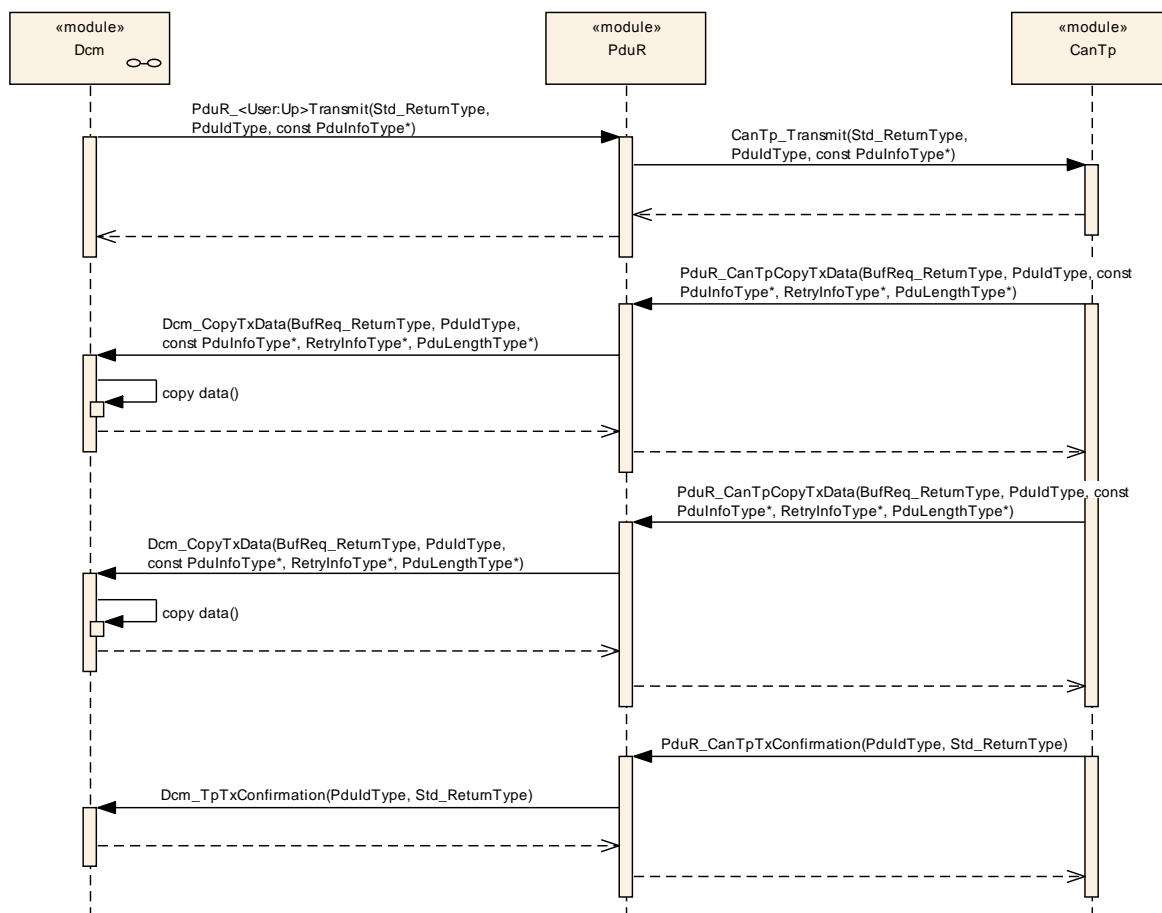 «module»
Dcm
«module»
PduR
«module»
CanTp
PduR_<User:Up>Transmit(Std_ReturnType,
PduIdType, const PduInfoType*)
CanTp_Transmit(Std_ReturnType,
PduIdType, const PduInfoType*)
PduR_CanTpCopyTxData(BufReq_ReturnType, PduIdType, const
PduInfoType*, RetryInfoType*, PduLengthType*)
Dcm_CopyTxData(BufReq_ReturnType, PduIdType,
const PduInfoType*, RetryInfoType*, PduLengthType*)
copy data()
PduR_CanTpCopyTxData(BufReq_ReturnType, PduIdType, const
PduInfoType*, RetryInfoType*, PduLengthType*)
Dcm_CopyTxData(BufReq_ReturnType, PduIdType,
const PduInfoType*, RetryInfoType*, PduLengthType*)
copy data()
PduR_CanTpTxConfirmation(PduIdType, Std_ReturnType)
Dcm_TpTxConfirmation(PduIdType, Std_ReturnType)